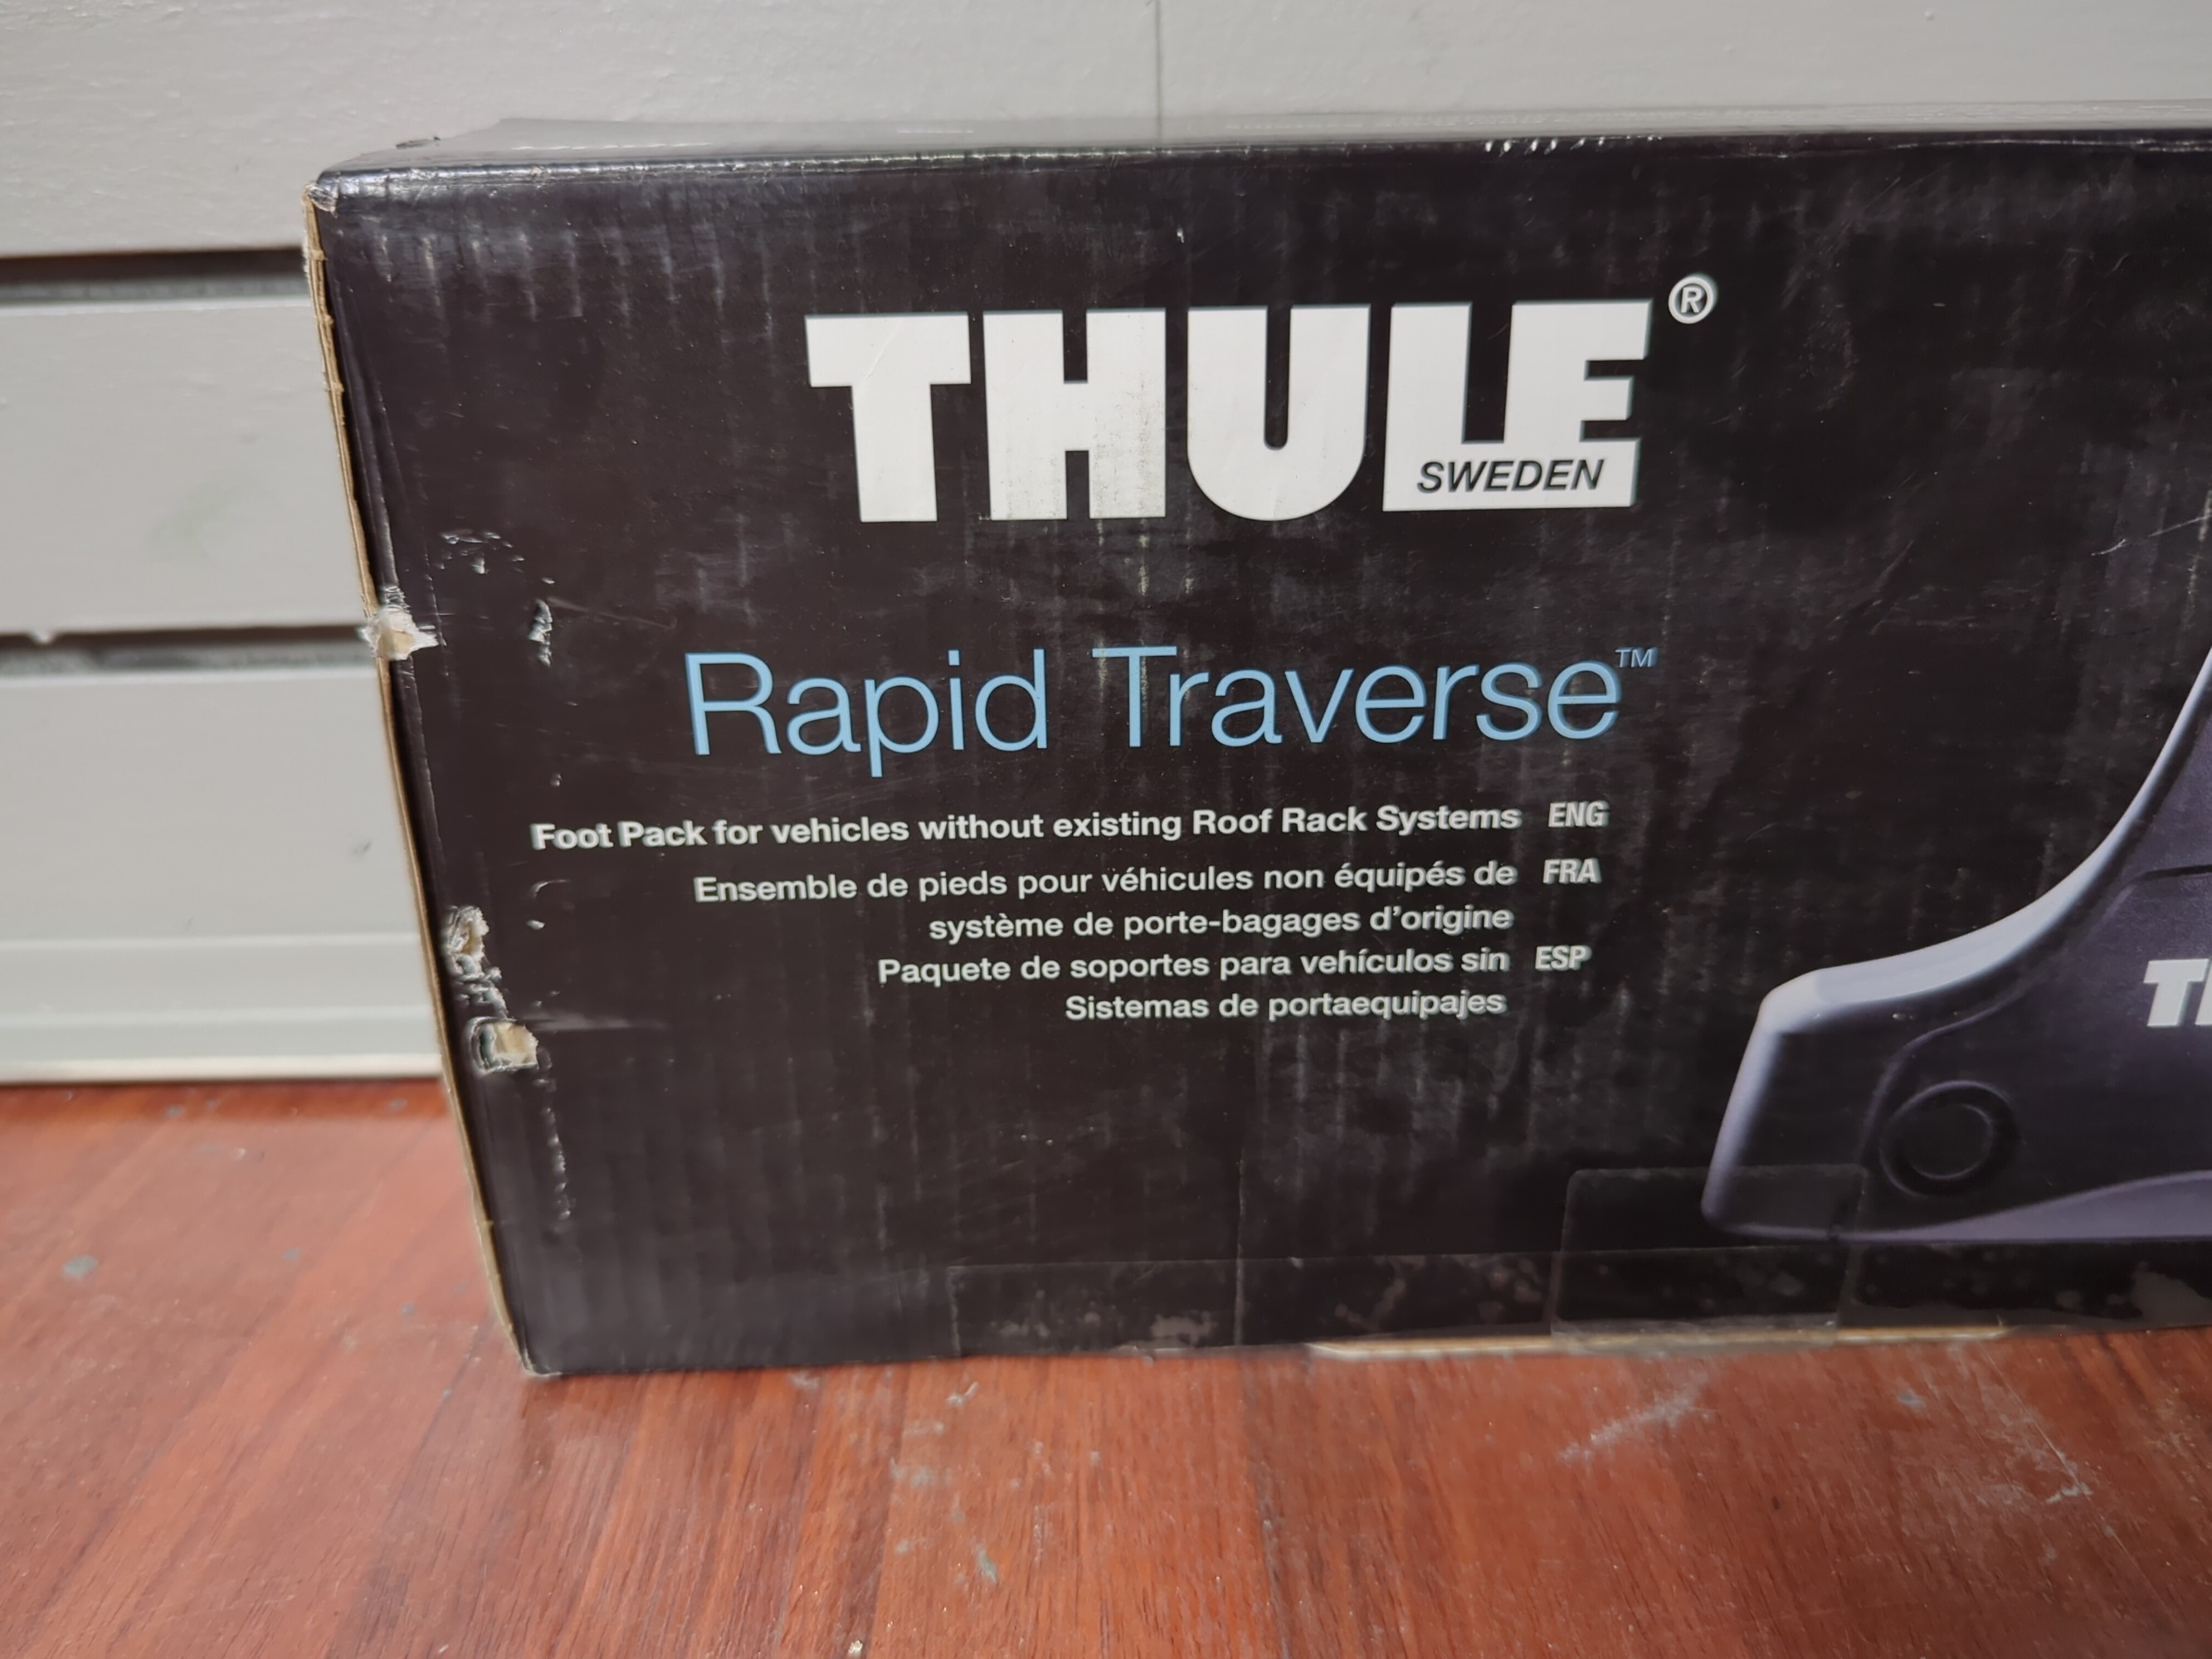 THULE®
SWEDEN
Rapid Traverse™
Foot Pack for vehicles without existing Roof Rack Systems ENG
Ensemble de pieds pour véhicules non équipés de FRA
système de porte-bagages d'origine
Paquete de soportes para vehículos sin ESP
Sistemas de portaequipajes